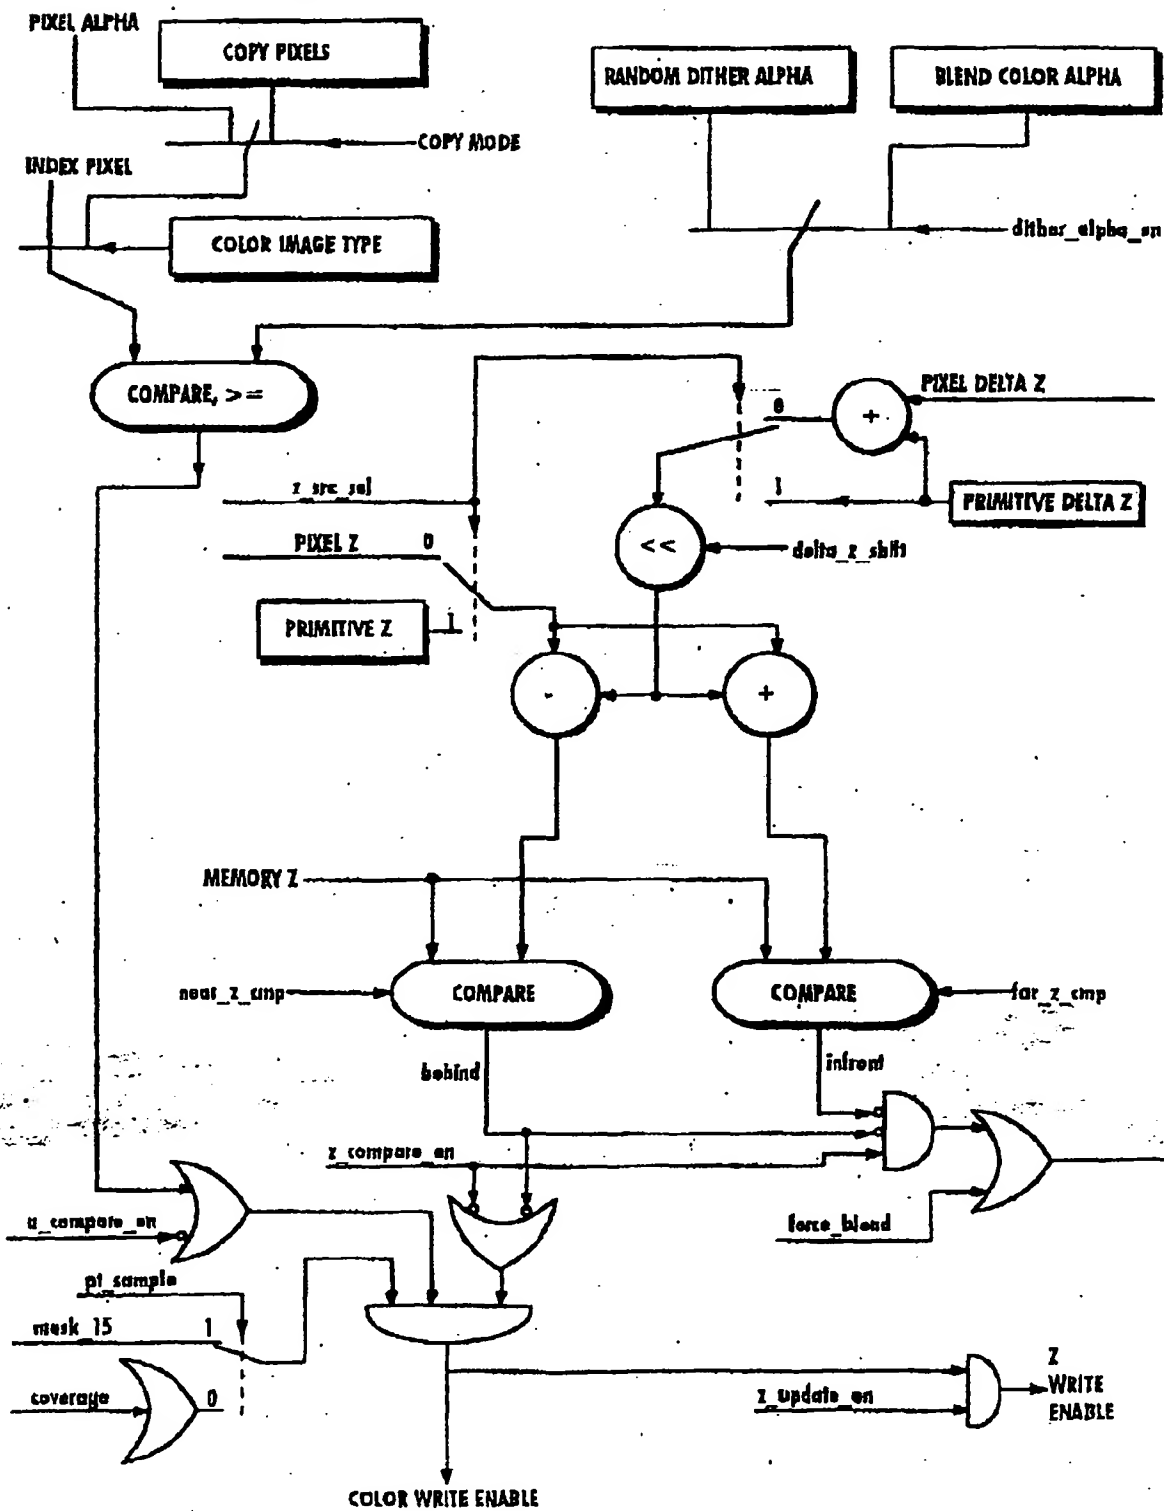 PIXEL ALPHA
COPY PIXELS
RANDOM DITHER ALPHA
BLEND COLOR ALPHA
COPY MODE
INDEX PIXEL
COLOR IMAGE TYPE
dither_alpha_en
COMPARE, >=
PIXEL DELTA Z
0
+
z_src_sel
1
PRIMITIVE DELTA Z
PIXEL Z
0
<<
delta_z_shift
PRIMITIVE Z
1
-
+
MEMORY Z
near_z_cmp
COMPARE
COMPARE
far_z_cmp
behind
infront
z_compare_en
a_compare_en
force_blend
pt_sample
mask_15
1
coverage
0
z_update_en
Z
WRITE
ENABLE
COLOR WRITE ENABLE